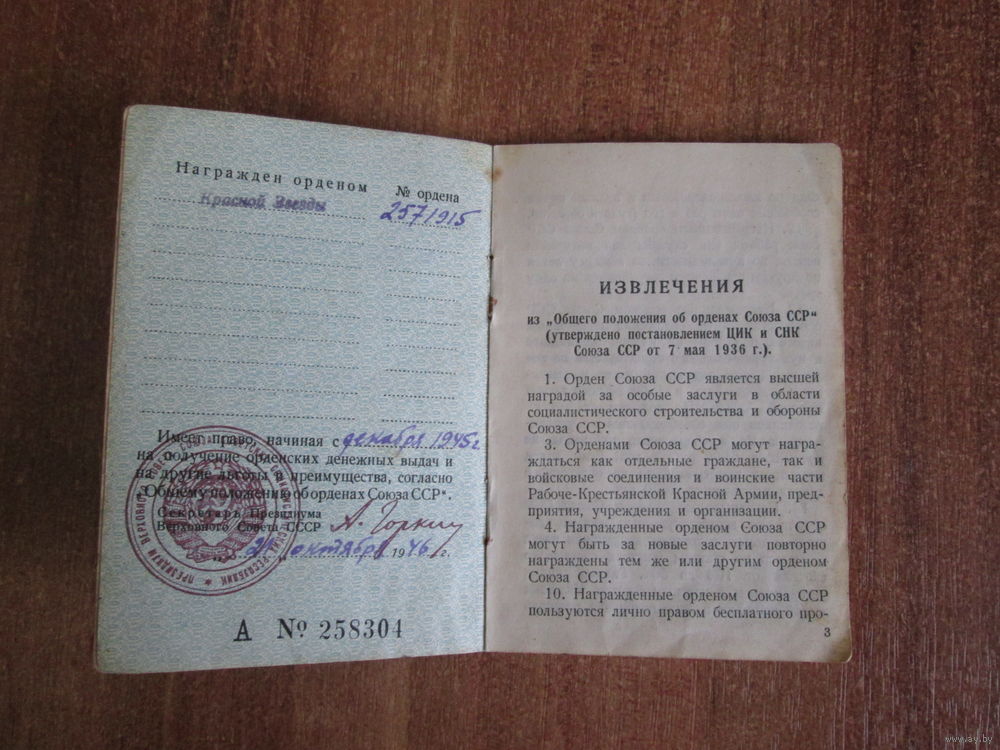 Награжден орденом
№ ордена
Красной Звезды
2571915
Имеет право, начиная с декабря 1945 г.
на получение орденских денежных выдач и
на другие льготы и преимущества, согласно
"Общему положению об орденах Союза ССР".
Секретарь Президиума
Верховного Совета СССР А. Горкин
"21" октября 1946 г.
А № 258304
ИЗВЛЕЧЕНИЯ
из „Общего положения об орденах Союза ССР“
(утверждено постановлением ЦИК и СНК
Союза ССР от 7 мая 1936 г.).
1. Орден Союза ССР является высшей
наградой за особые заслуги в области
социалистического строительства и обороны
Союза ССР.
3. Орденами Союза ССР могут награ-
ждаться как отдельные граждане, так и
войсковые соединения и воинские части
Рабоче-Крестьянской Красной Армии, пред-
приятия, учреждения и организации.
4. Награжденные орденом Союза ССР
могут быть за новые заслуги повторно
награждены тем же или другим орденом
Союза ССР.
10. Награжденные орденом Союза ССР
пользуются лично правом бесплатного про-
3
www.ay.by